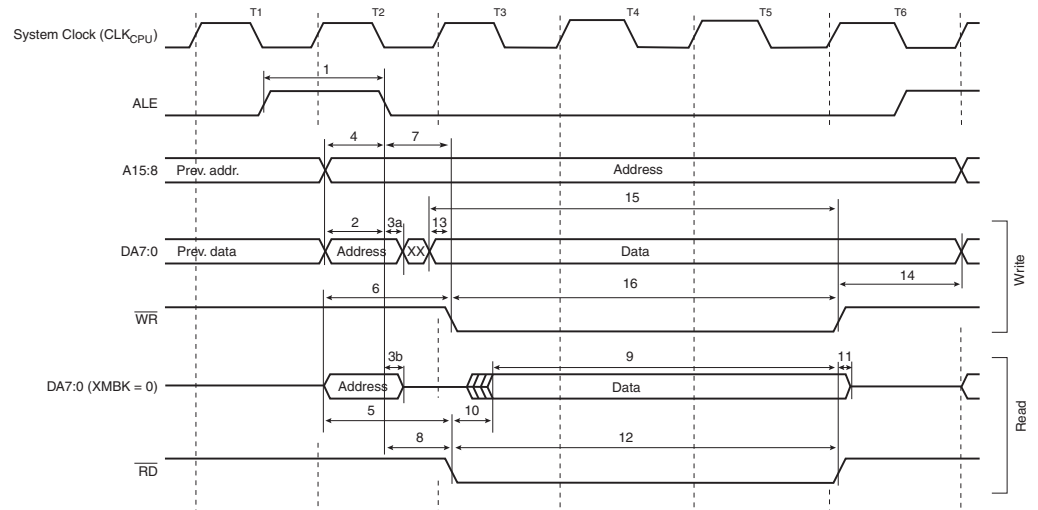 T1 T2 T3 T4 T5 T6
System Clock (CLKCPU)
1
ALE
4 7
A15:8 Prev. addr. Address
15
2 3a 13
DA7:0 Prev. data Address XX Data
14
6 16
WR
Write
3b 9 11
DA7:0 (XMBK = 0) Address Data
5 10
Read
8 12
RD